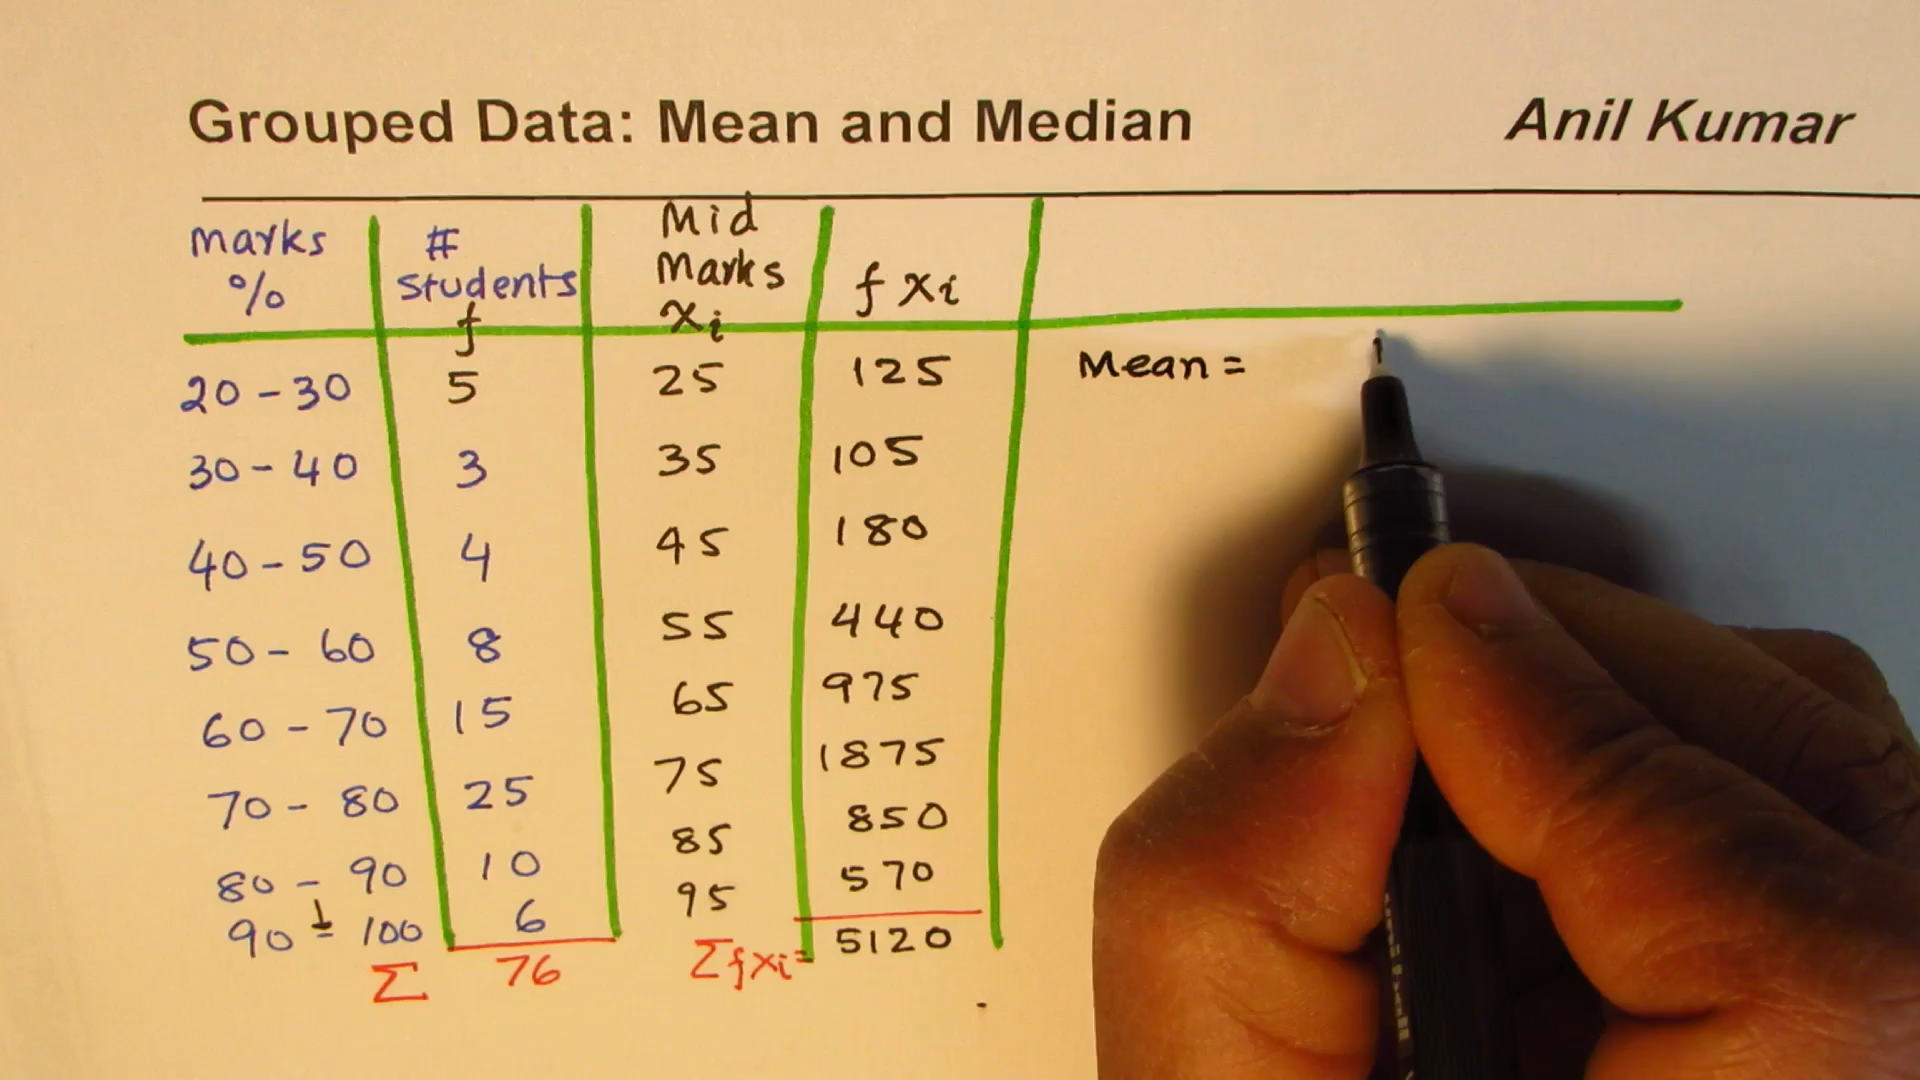 Grouped Data: Mean and Median Anil Kumar
marks % # students f Mid Marks xi f xi
20 - 30 5 25 125 Mean =
30 - 40 3 35 105
40 - 50 4 45 180
50 - 60 8 55 440
60 - 70 15 65 975
70 - 80 25 75 1875
80 - 90 10 85 850
90 - 100 6 95 570
Σ 76 Σfxi= 5120